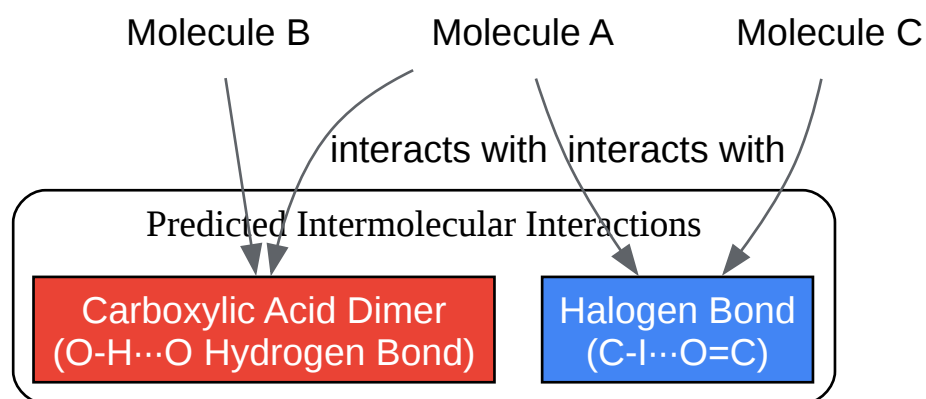 Molecule B
Molecule A
Molecule C
interacts with
interacts with
Predicted Intermolecular Interactions
Carboxylic Acid Dimer
(O-H···O Hydrogen Bond)
Halogen Bond
(C-I···O=C)